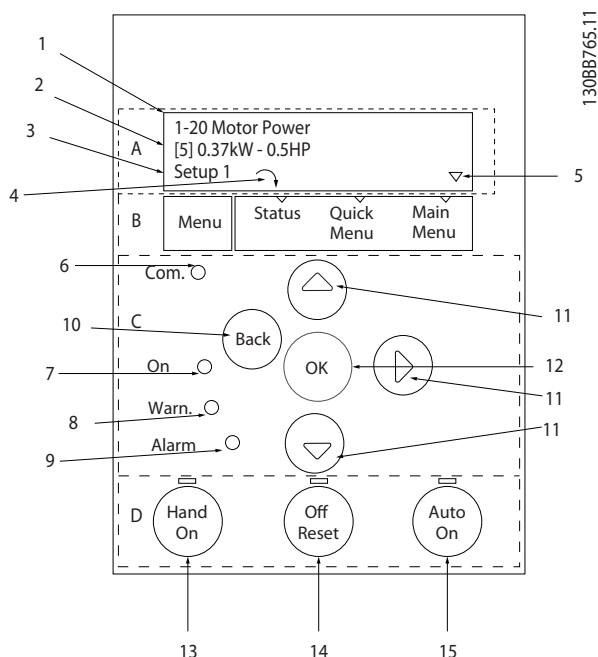 130BB765.11
1
2
3
4
A
1-20 Motor Power
[5] 0.37kW - 0.5HP
Setup 1
5
B
Menu
Status
Quick
Menu
Main
Menu
6
Com.
11
10
C
Back
OK
12
7
On
11
8
Warn.
11
9
Alarm
D
Hand
On
Off
Reset
Auto
On
13
14
15